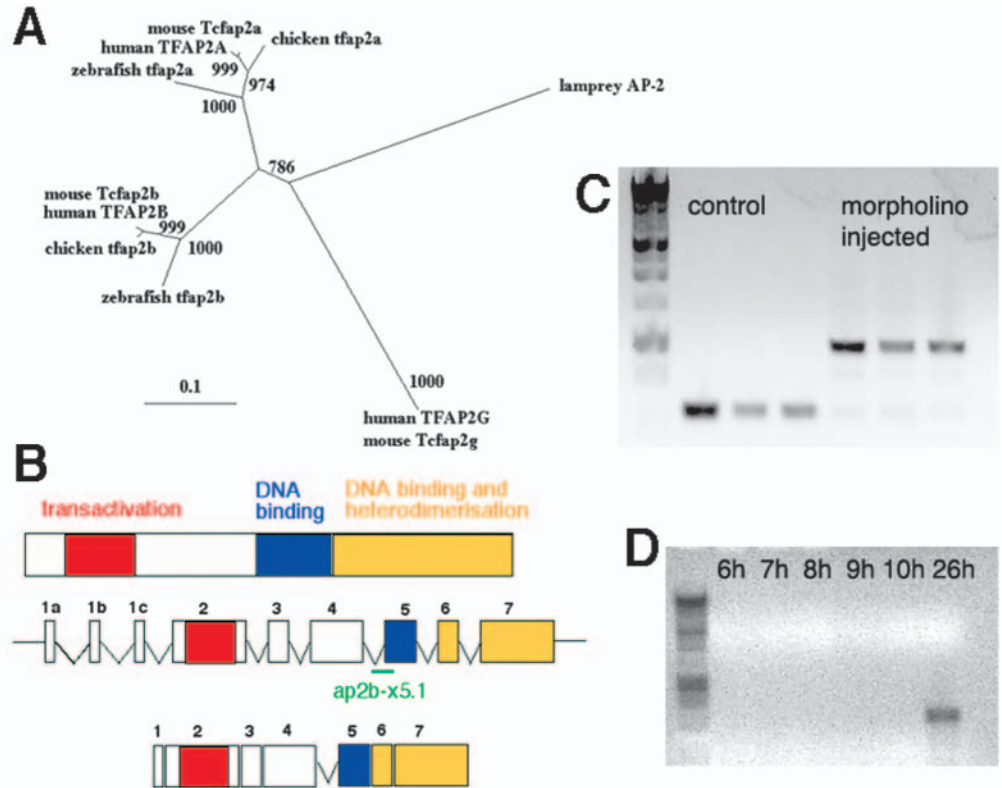 A
mouse Tcfap2a
human TFAP2A
chicken tfap2a
999
zebrafish tfap2a
974
1000
lamprey AP-2
786
mouse Tcfap2b
human TFAP2B
999
chicken tfap2b
1000
zebrafish tfap2b
0.1
1000
human TFAP2G
mouse Tcfap2g
B
transactivation
DNA
binding
DNA binding and
heterodimerisation
1a 1b 1c 2 3 4 5 6 7
ap2b-x5.1
1 2 3 4 5 6 7
C
control
morpholino
injected
D
6h 7h 8h 9h 10h 26h